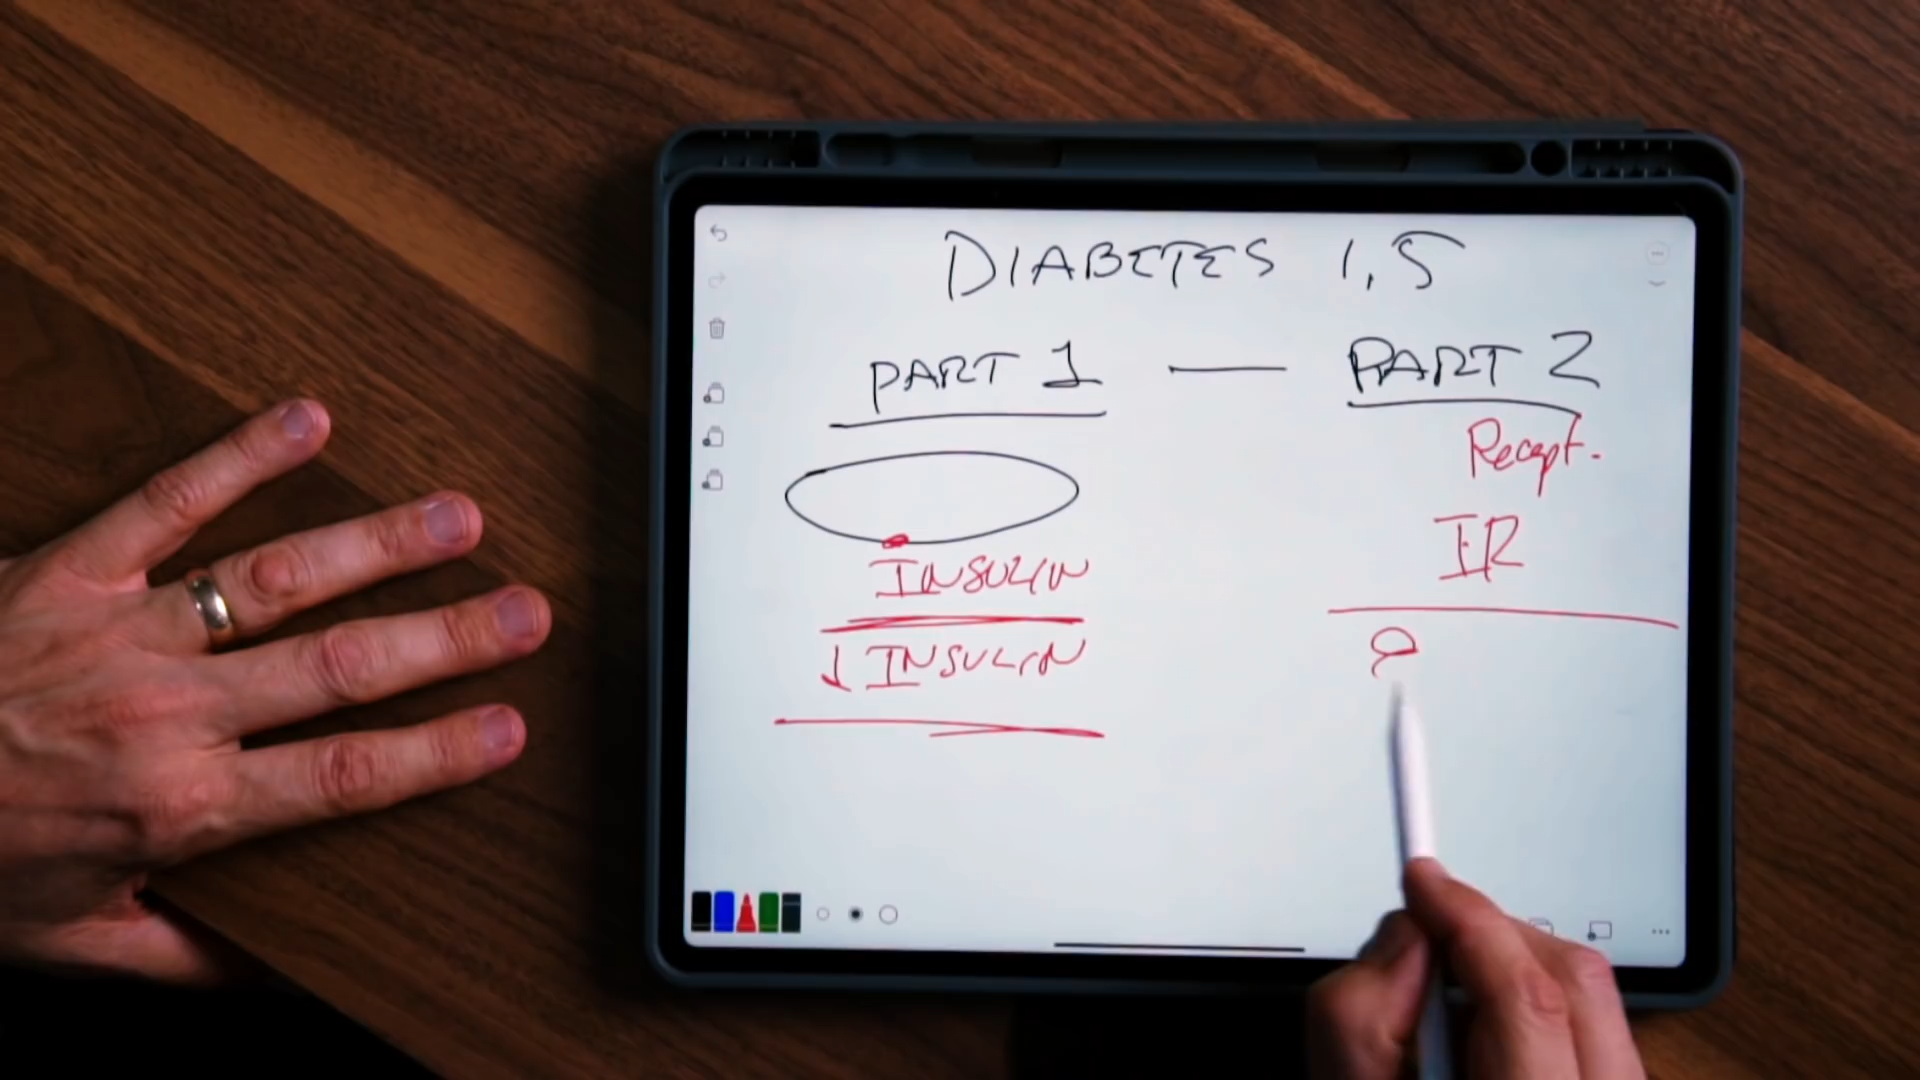 DIABETES 1,5
PART 1 — PART 2
Recept.
IR
INSULIN
↓ INSULIN